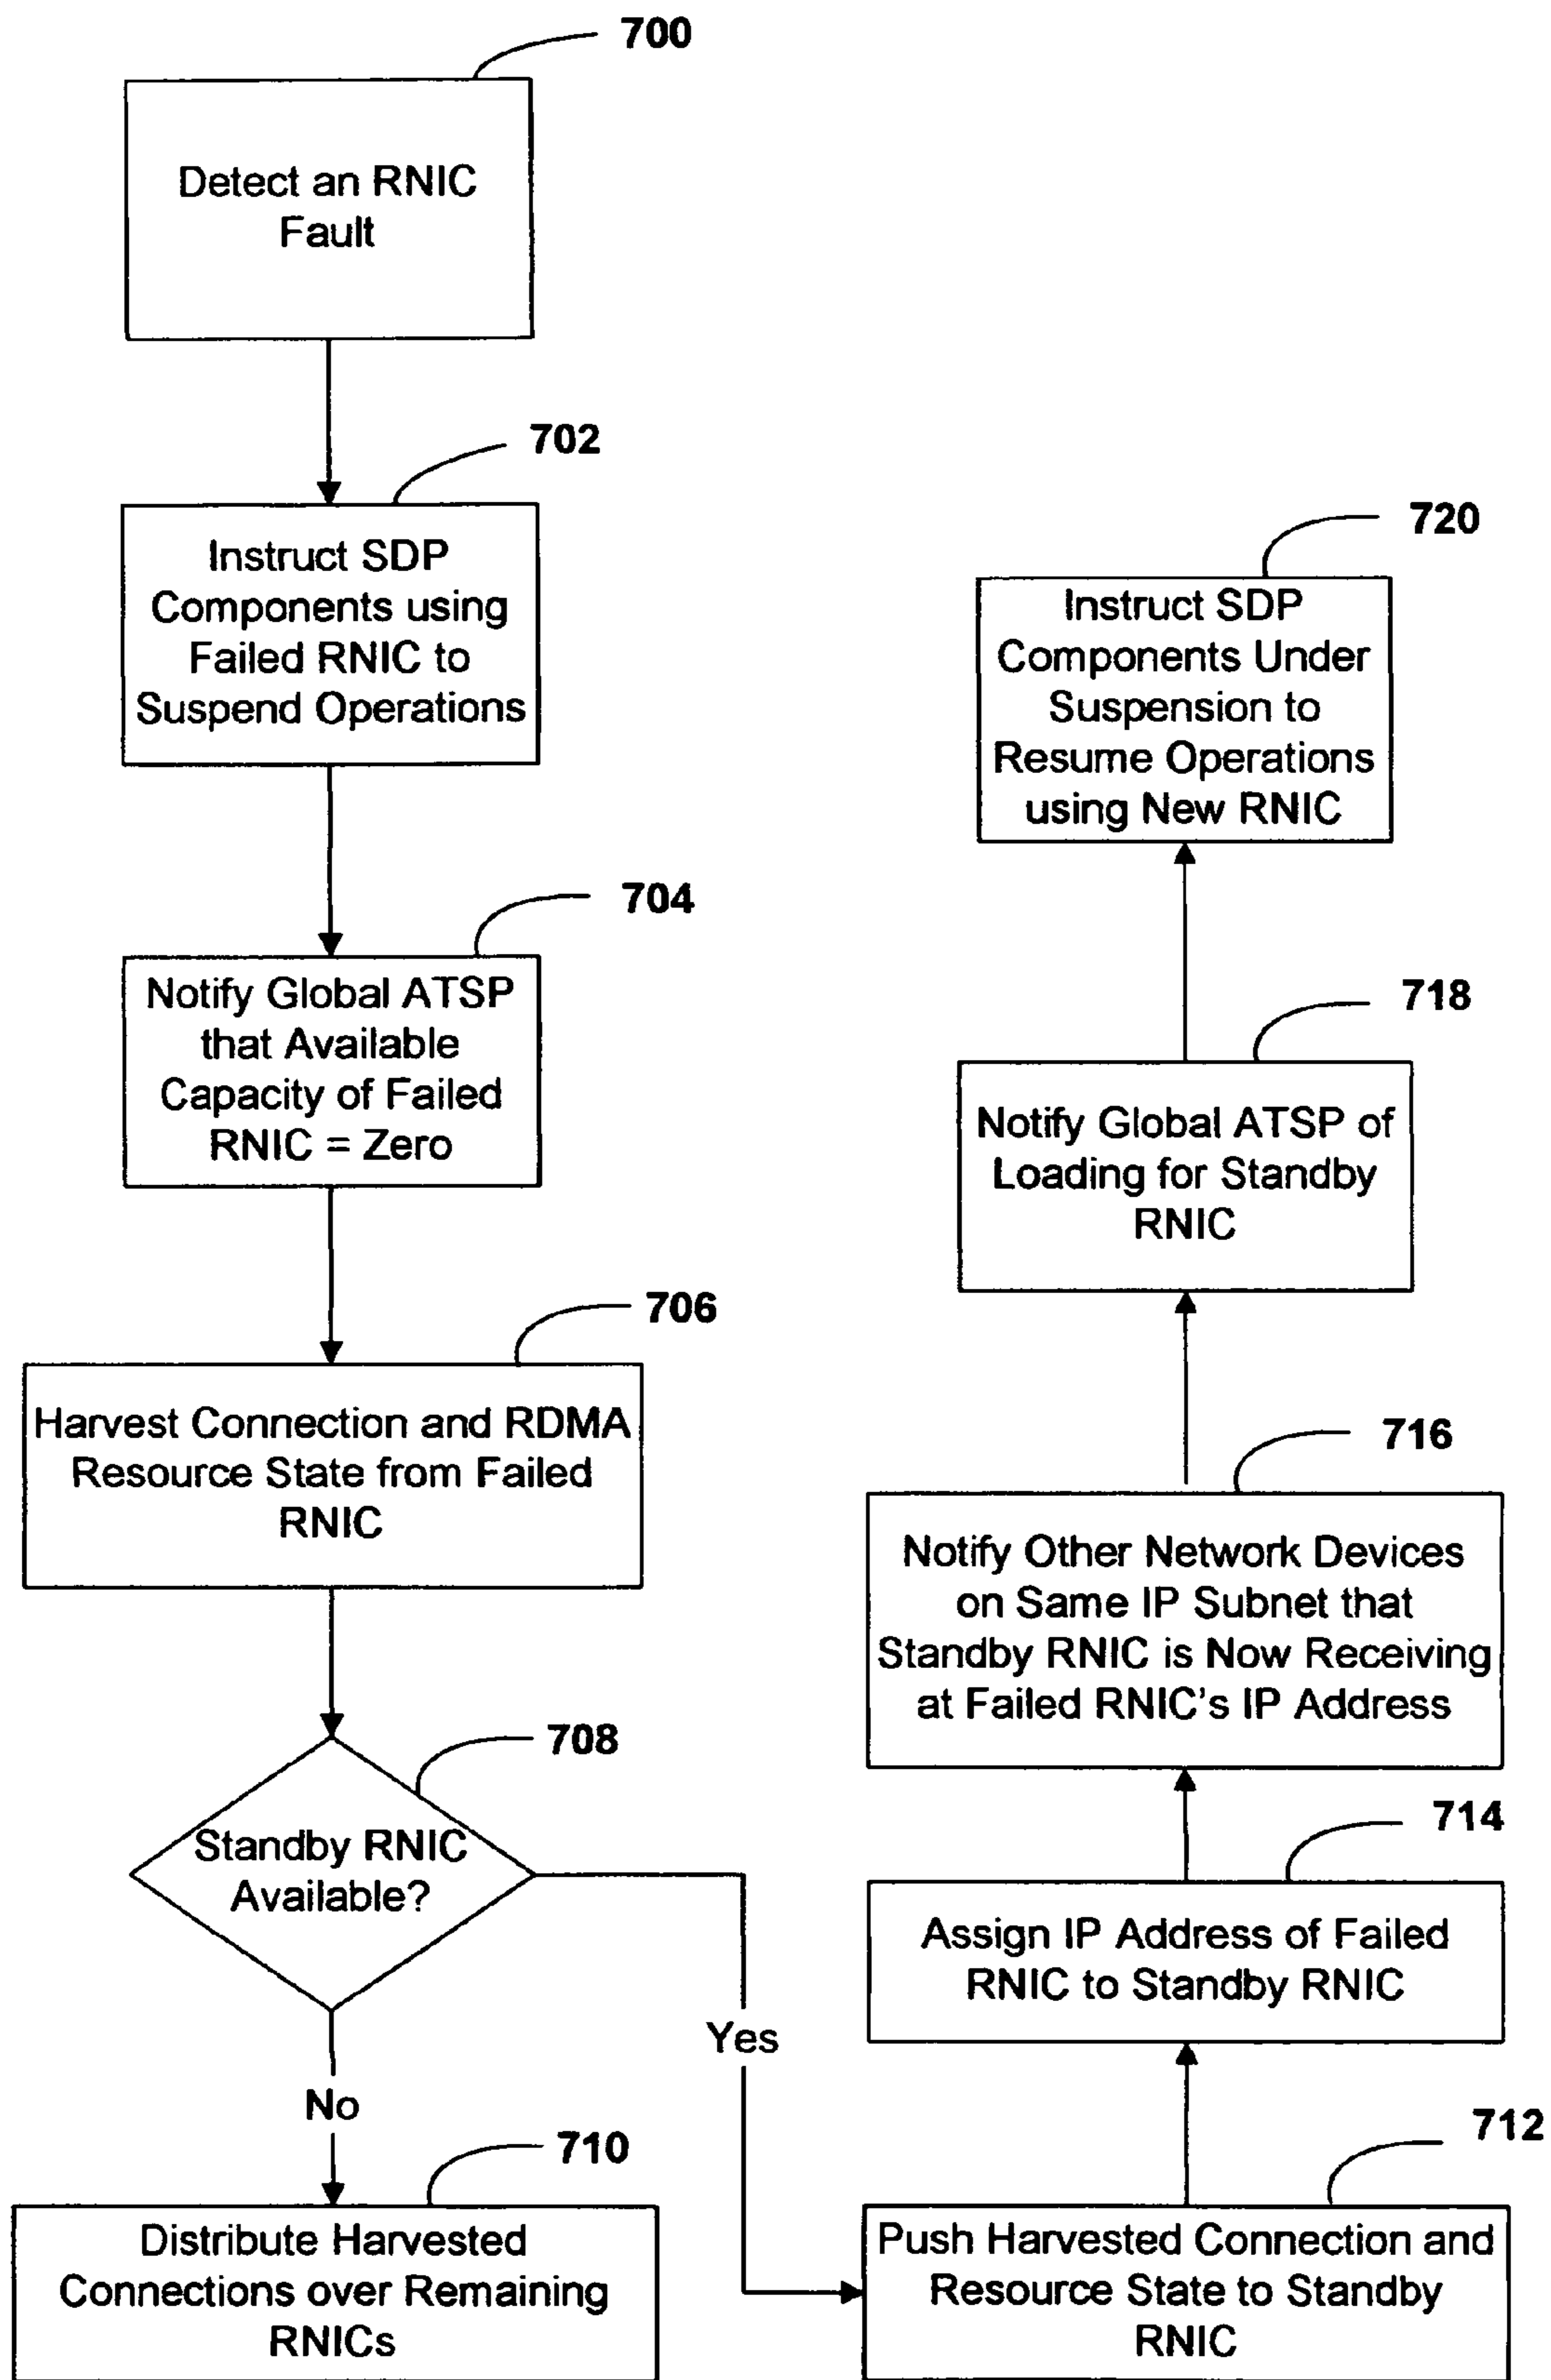 700
Detect an RNIC
Fault
702
Instruct SDP
Components using
Failed RNIC to
Suspend Operations
704
Notify Global ATSP
that Available
Capacity of Failed
RNIC = Zero
706
Harvest Connection and RDMA
Resource State from Failed
RNIC
708
Standby RNIC
Available?
No
Yes
710
Distribute Harvested
Connections over Remaining
RNICs
712
Push Harvested Connection and
Resource State to Standby
RNIC
714
Assign IP Address of Failed
RNIC to Standby RNIC
716
Notify Other Network Devices
on Same IP Subnet that
Standby RNIC is Now Receiving
at Failed RNIC's IP Address
718
Notify Global ATSP of
Loading for Standby
RNIC
720
Instruct SDP
Components Under
Suspension to
Resume Operations
using New RNIC